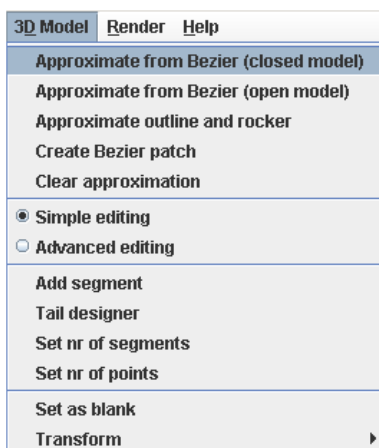 3D Model Render Help
Approximate from Bezier (closed model)
Approximate from Bezier (open model)
Approximate outline and rocker
Create Bezier patch
Clear approximation
Simple editing
Advanced editing
Add segment
Tail designer
Set nr of segments
Set nr of points
Set as blank
Transform